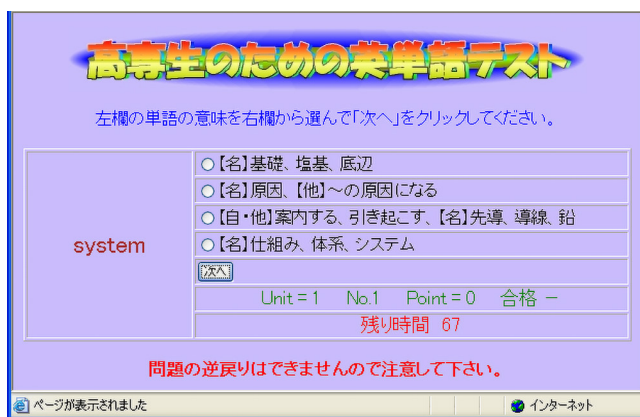 高専生のための英単語テスト
左欄の単語の意味を右欄から選んで「次へ」をクリックしてください。
system
【名】基礎、塩基、底辺
【名】原因、【他】～の原因になる
【自・他】案内する、引き起こす、【名】先導、導線、鉛
【名】仕組み、体系、システム
次へ
Unit = 1 No.1 Point = 0 合格 －
残り時間 67
問題の逆戻りはできませんので注意して下さい。
ページが表示されました インターネット